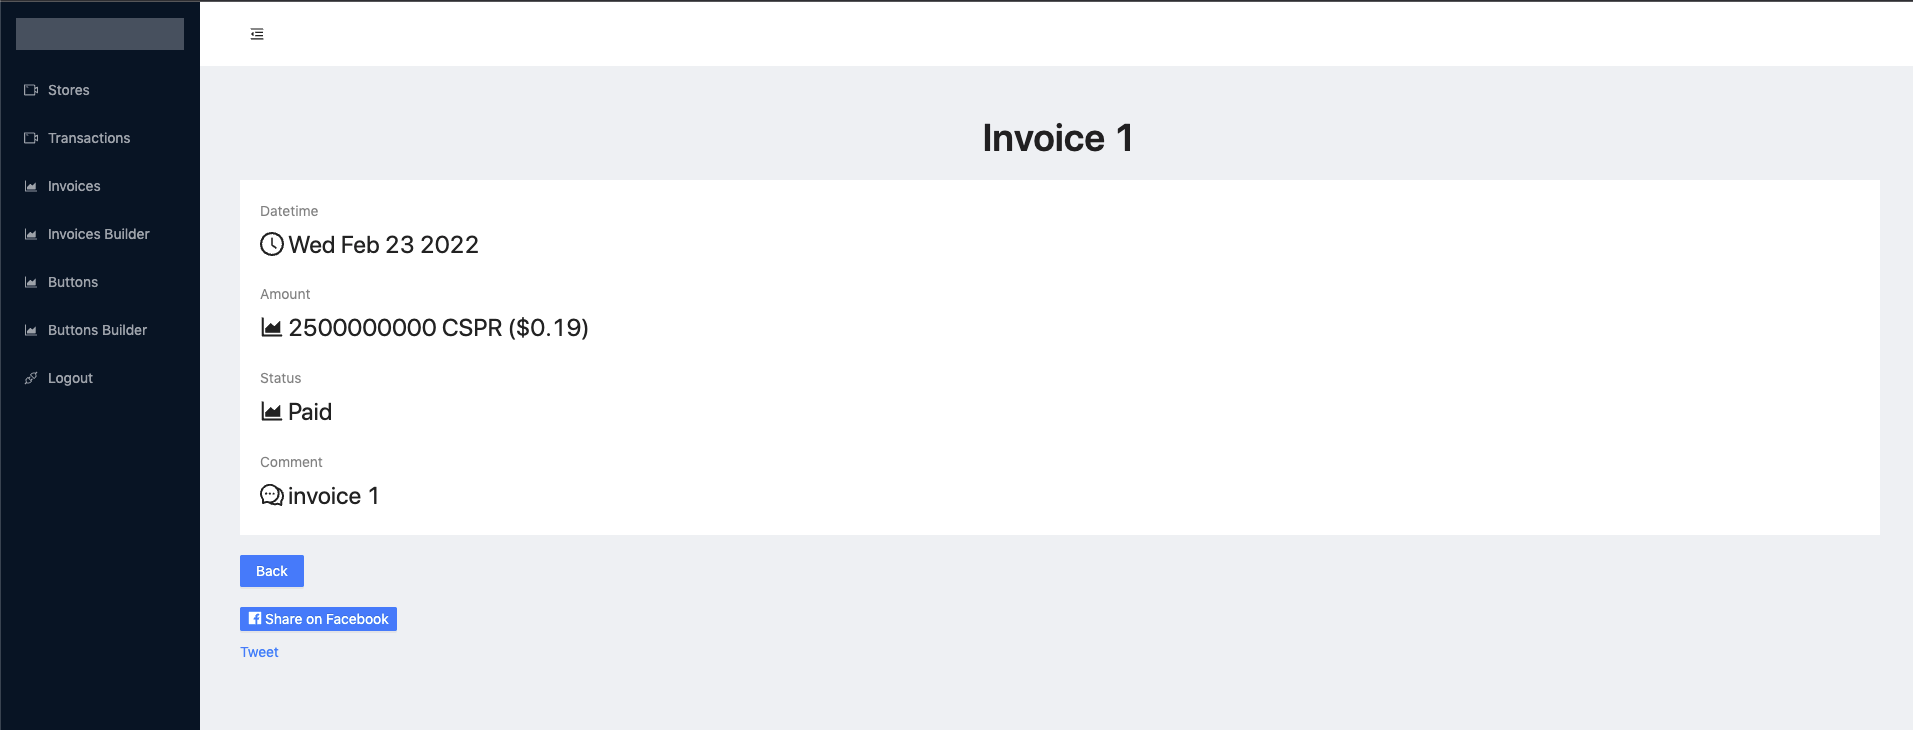 Stores
Transactions
Invoices
Invoices Builder
Buttons
Buttons Builder
Logout
Invoice 1
Datetime
Wed Feb 23 2022
Amount
2500000000 CSPR ($0.19)
Status
Paid
Comment
invoice 1
Back
Share on Facebook
Tweet